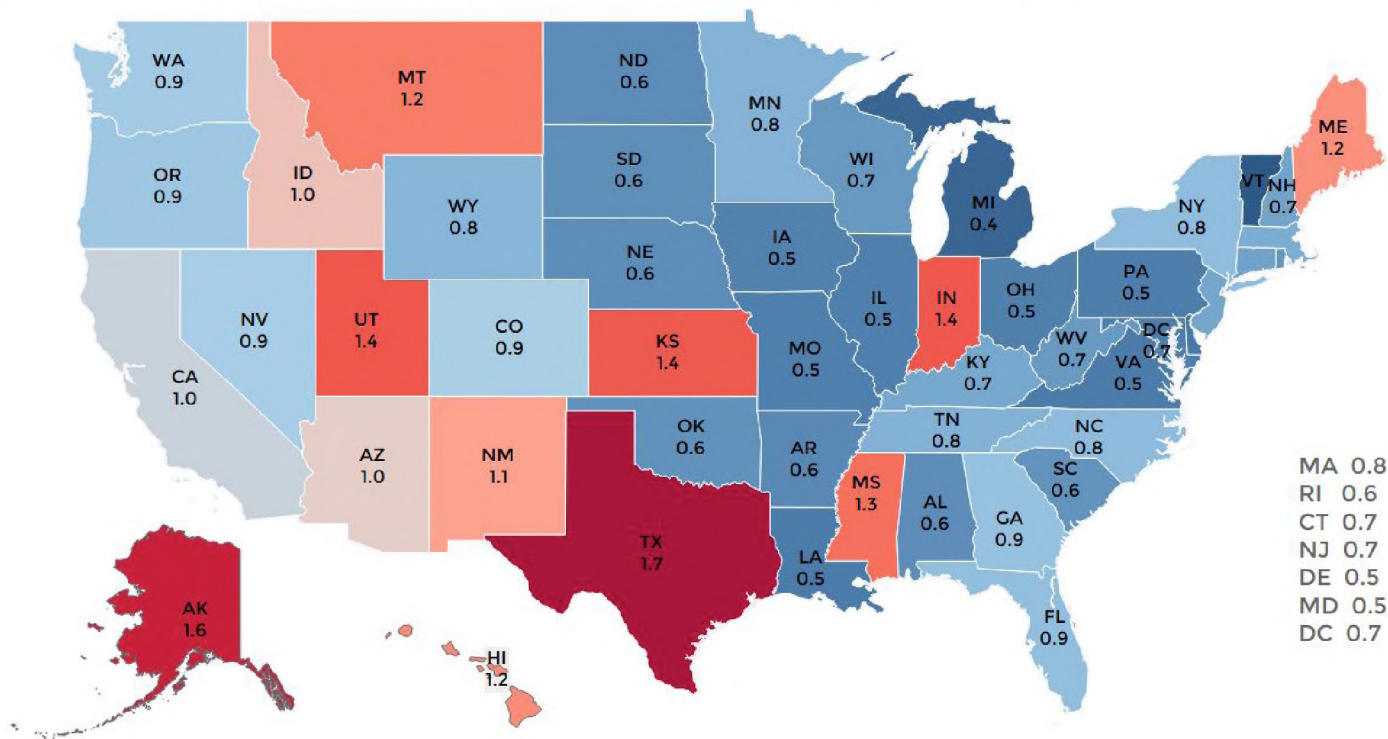 WA
0.9
MT
1.2
ND
0.6
MN
0.8
ME
1.2
OR
0.9
ID
1.0
SD
0.6
WI
0.7
VT
NH
0.7
WY
0.8
MI
0.4
NY
0.8
IA
0.5
NE
0.6
PA
0.5
IL
0.5
IN
1.4
OH
0.5
NV
0.9
UT
1.4
CO
0.9
KS
1.4
MO
0.5
WV
0.7
DC
0.7
VA
0.5
KY
0.7
CA
1.0
TN
0.8
NC
0.8
OK
0.6
AR
0.6
AZ
1.0
NM
1.1
MS
1.3
AL
0.6
SC
0.6
GA
0.9
TX
1.7
LA
0.5
FL
0.9
AK
1.6
HI
1.2
MA 0.8
RI 0.6
CT 0.7
NJ 0.7
DE 0.5
MD 0.5
DC 0.7